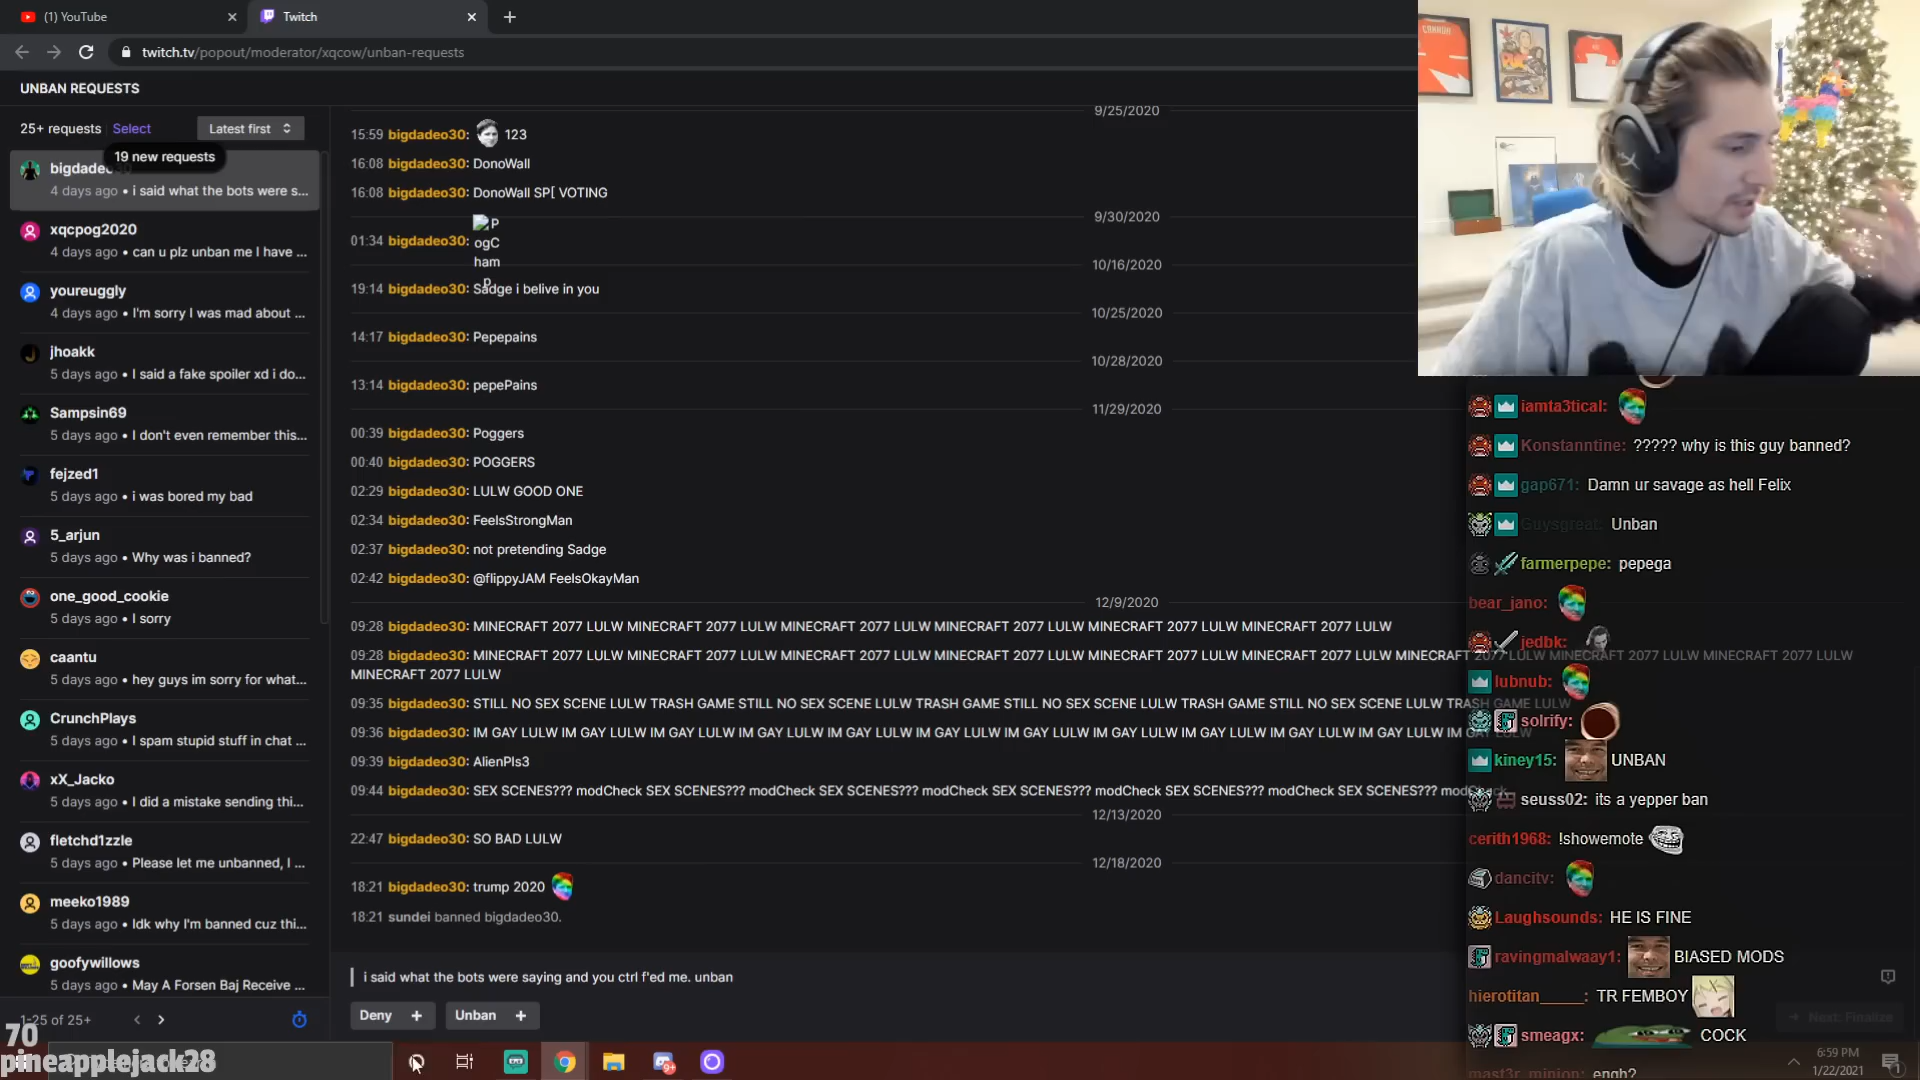 (1) YouTube
Twitch
twitch.tv/popout/moderator/xqcow/unban-requests
UNBAN REQUESTS
25+ requests Select Latest first
19 new requests
4 days ago • i said what the bots were s...
xqcpog2020
4 days ago • can u plz unban me I have ...
youreuggly
4 days ago • I'm sorry I was mad about ...
jhoakk
5 days ago • I said a fake spoiler xd i do...
Sampsin69
5 days ago • I don't even remember this...
fejzed1
5 days ago • i was bored my bad
5_arjun
5 days ago • Why was i banned?
one_good_cookie
5 days ago • I sorry
caantu
5 days ago • hey guys im sorry for what...
CrunchPlays
5 days ago • I spam stupid stuff in chat ...
xX_Jacko
5 days ago • I did a mistake sending thi...
fletchd1zzle
5 days ago • Please let me unbanned, I ...
meeko1989
5 days ago • Idk why I'm banned cuz thi...
goofywillows
5 days ago • May A Forsen Baj Receive ...
1-25 of 25+
70
pineapplejack28
9/25/2020
15:59 bigdadeo30: 123
16:08 bigdadeo30: DonoWall
16:08 bigdadeo30: DonoWall SP[ VOTING
9/30/2020
01:34 bigdadeo30: P
ogC
ham
p
10/16/2020
19:14 bigdadeo30: Sadge i belive in you
10/25/2020
14:17 bigdadeo30: Pepepains
10/28/2020
13:14 bigdadeo30: pepePains
11/29/2020
00:39 bigdadeo30: Poggers
00:40 bigdadeo30: POGGERS
02:29 bigdadeo30: LULW GOOD ONE
02:34 bigdadeo30: FeelsStrongMan
02:37 bigdadeo30: not pretending Sadge
02:42 bigdadeo30: @flippyJAM FeelsOkayMan
12/9/2020
09:28 bigdadeo30: MINECRAFT 2077 LULW MINECRAFT 2077 LULW MINECRAFT 2077 LULW MINECRAFT 2077 LULW MINECRAFT 2077 LULW MINECRAFT 2077 LULW
09:28 bigdadeo30: MINECRAFT 2077 LULW MINECRAFT 2077 LULW MINECRAFT 2077 LULW MINECRAFT 2077 LULW MINECRAFT 2077 LULW MINECRAFT 2077 LULW MINECRAFT 2077 LULW MINECRAFT 2077 LULW MINECRAFT 2077 LULW
MINECRAFT 2077 LULW
09:35 bigdadeo30: STILL NO SEX SCENE LULW TRASH GAME STILL NO SEX SCENE LULW TRASH GAME STILL NO SEX SCENE LULW TRASH GAME STILL NO SEX SCENE LULW TRASH GAME LULW
09:36 bigdadeo30: IM GAY LULW IM GAY LULW IM GAY LULW IM GAY LULW IM GAY LULW IM GAY LULW IM GAY LULW IM GAY LULW IM GAY LULW IM GAY LULW IM GAY LULW IM GAY LULW
09:39 bigdadeo30: AlienPls3
09:44 bigdadeo30: SEX SCENES??? modCheck SEX SCENES??? modCheck SEX SCENES??? modCheck SEX SCENES??? modCheck SEX SCENES??? modCheck SEX SCENES???
12/13/2020
22:47 bigdadeo30: SO BAD LULW
12/18/2020
18:21 bigdadeo30: trump 2020
18:21 sundei banned bigdadeo30.
i said what the bots were saying and you ctrl f'ed me. unban
Deny +
Unban +
CANNON
iamta3tical:
Konstanntine: ????? why is this guy banned?
gap671: Damn ur savage as hell Felix
Guysgreat: Unban
farmerpepe: pepega
bear_jano:
jedbk:
lubnub:
solrify:
kiney15: UNBAN
seuss02: its a yepper ban
cerith1968: !showemote
dancitv:
Laughsounds: HE IS FINE
ravingmalwaay1: BIASED MODS
hierotitan_____: TR FEMBOY
smeagx: COCK
mast3r_minion: engh?
Next: Finalize
6:59 PM
1/22/2021